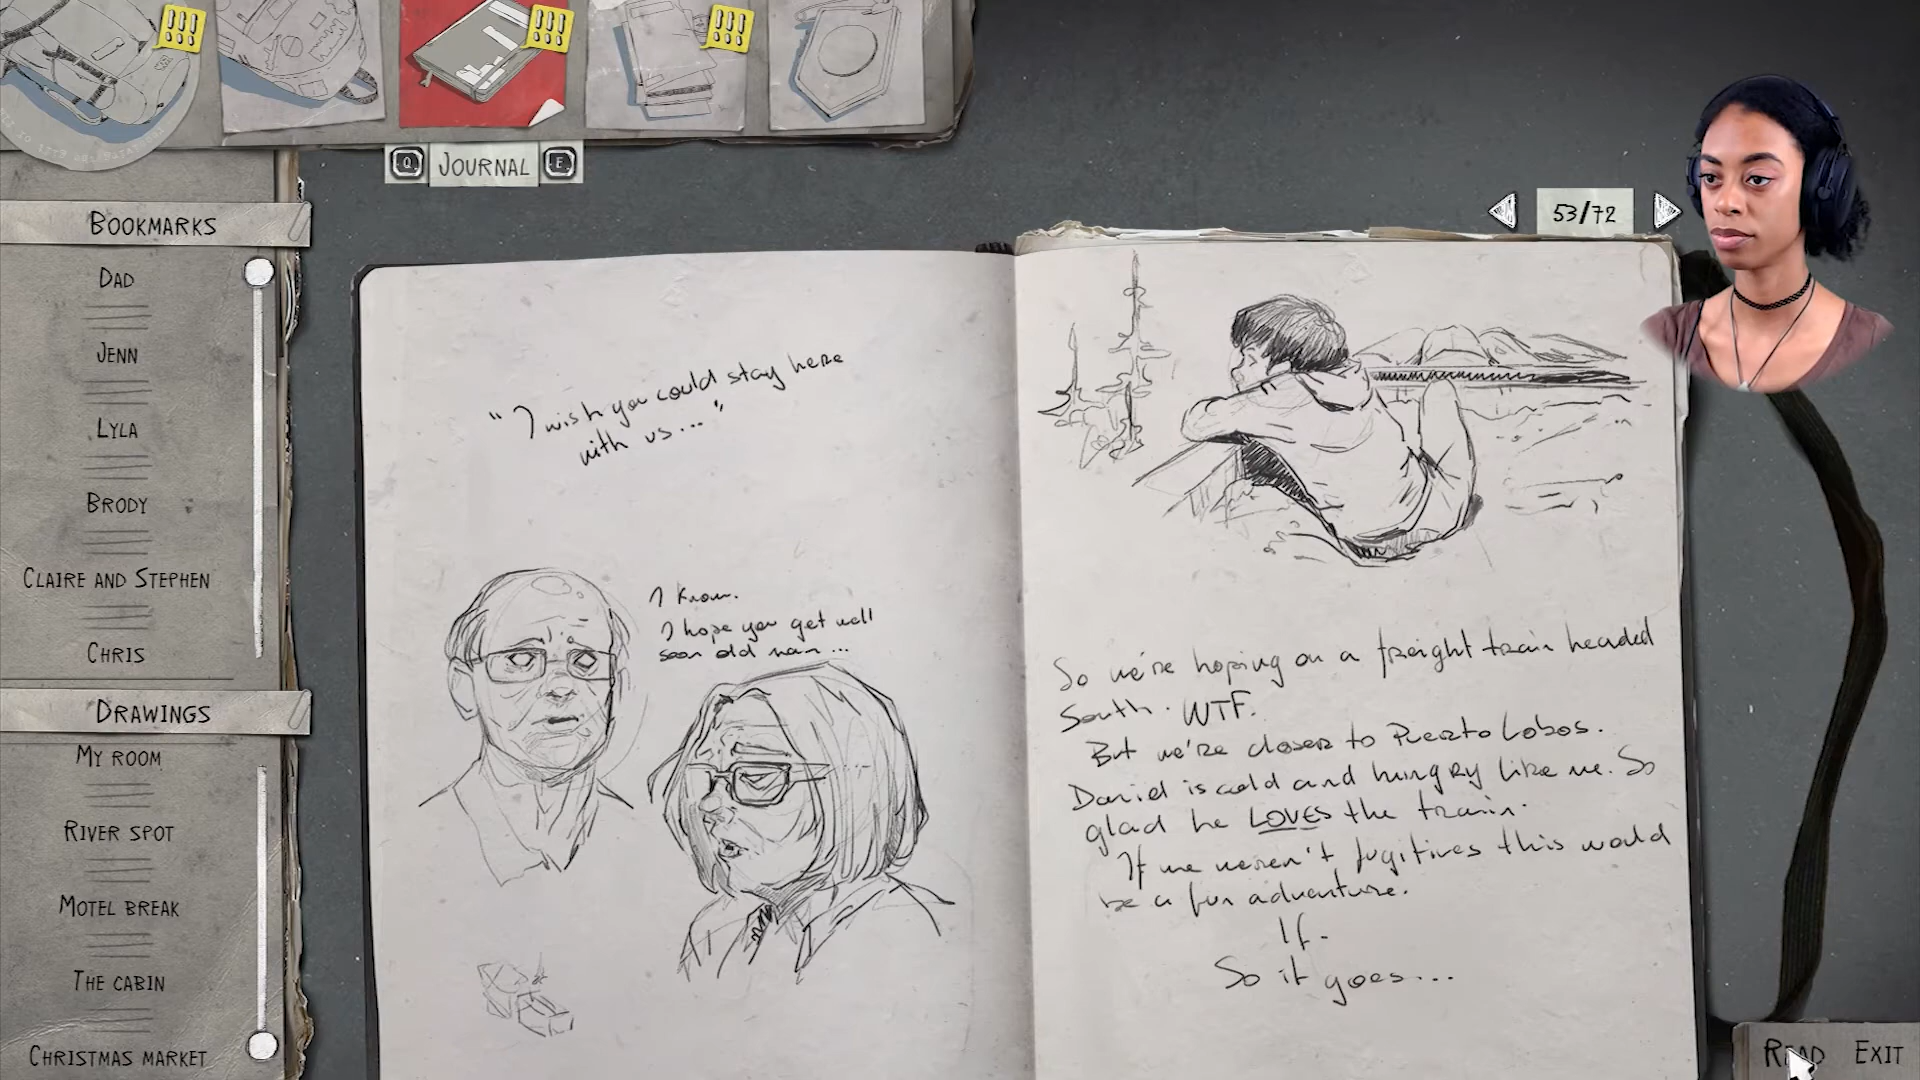 Q JOURNAL E
53/72
BOOKMARKS
DAD
JENN
LYLA
BRODY
CLAIRE AND STEPHEN
CHRIS
DRAWINGS
MY ROOM
RIVER SPOT
MOTEL BREAK
THE CABIN
CHRISTMAS MARKET
"I wish you could stay here
with us..."
I know.
I hope you get well
soon old man...
So we're hoping on a freight train headed
South. WTF.
But we're closer to Puerto Lobos.
Daniel is cold and hungry like me. So
glad he LOVES the train.
If we weren't fugitives this would
be a fun adventure.
If.
So it goes...
READ EXIT